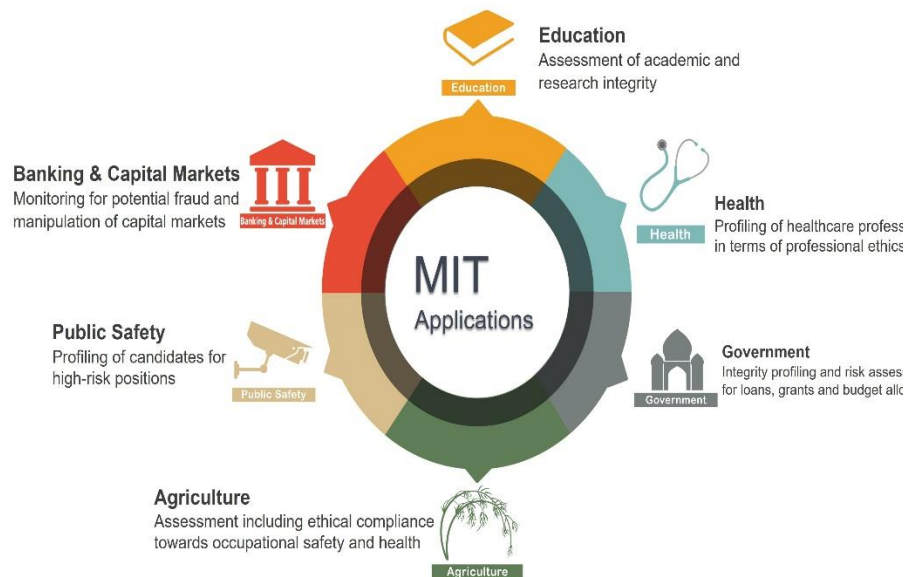 Education
Assessment of academic and
research integrity
Education
Banking & Capital Markets
Monitoring for potential fraud and
manipulation of capital markets
Banking & Capital Markets
Health
Profiling of healthcare
in terms of professional ethics
Health
MIT
Applications
Public Safety
Profiling of candidates for
high-risk positions
Public Safety
Government
Integrity profiling and risk
for loans, grants and budget
Government
Agriculture
Assessment including ethical compliance
towards occupational safety and health
Agriculture